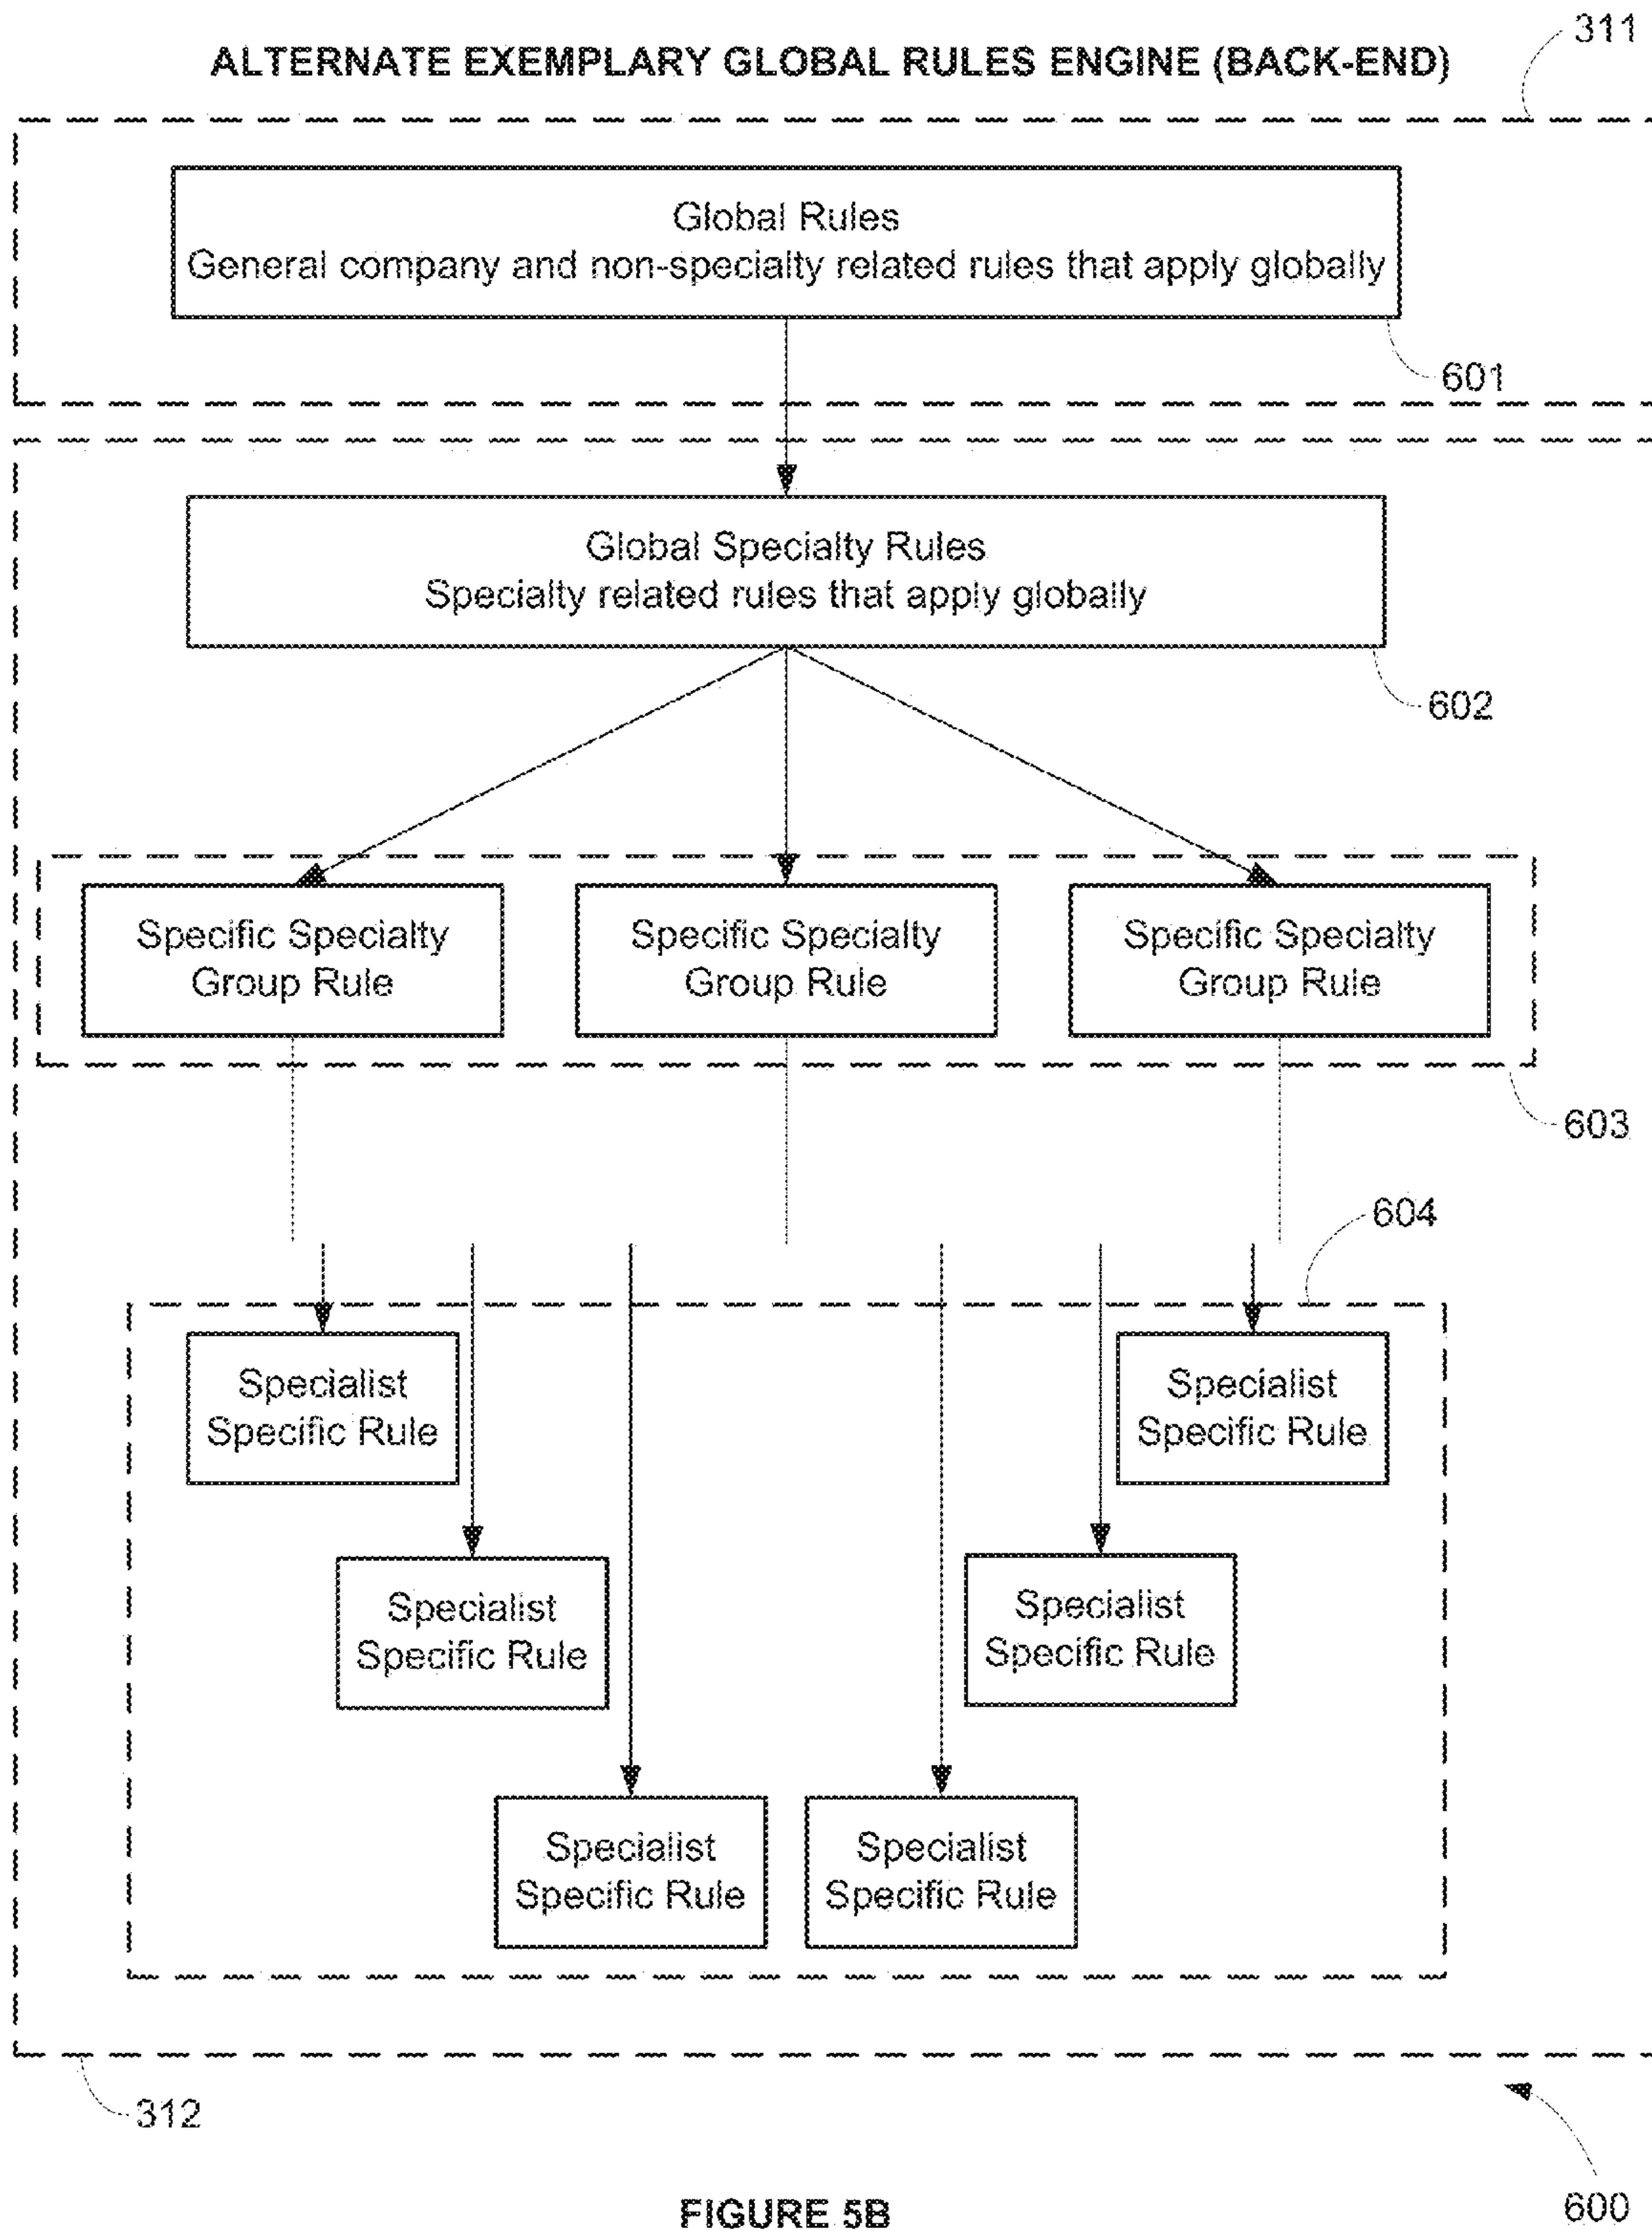 311
ALTERNATE EXEMPLARY GLOBAL RULES ENGINE (BACK-END)
Global Rules
General company and non-specialty related rules that apply globally
601
Global Specialty Rules
Specialty related rules that apply globally
602
Specific Specialty
Group Rule
Specific Specialty
Group Rule
Specific Specialty
Group Rule
603
604
Specialist
Specific Rule
Specialist
Specific Rule
Specialist
Specific Rule
Specialist
Specific Rule
Specialist
Specific Rule
Specialist
Specific Rule
312
600
FIGURE 5B